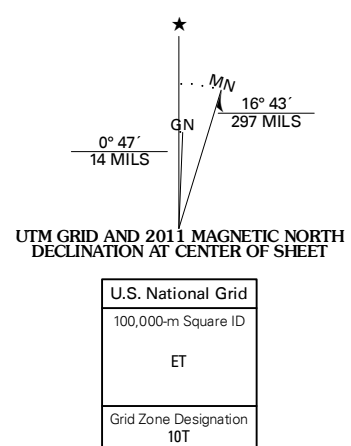 ★
MN
GN
16° 43´
297 MILS
0° 47´
14 MILS
UTM GRID AND 2011 MAGNETIC NORTH
DECLINATION AT CENTER OF SHEET
U.S. National Grid
100,000-m Square ID
ET
Grid Zone Designation
10T